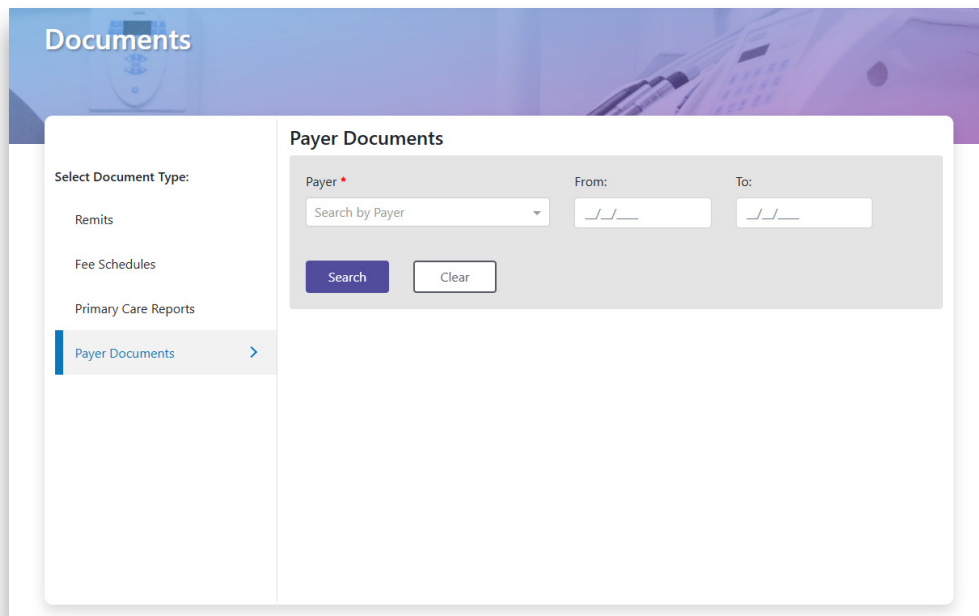 Documents
Select Document Type:
Remits
Fee Schedules
Primary Care Reports
Payer Documents
Payer Documents
Payer *
Search by Payer
From:
__/__/____
To:
__/__/____
Search
Clear